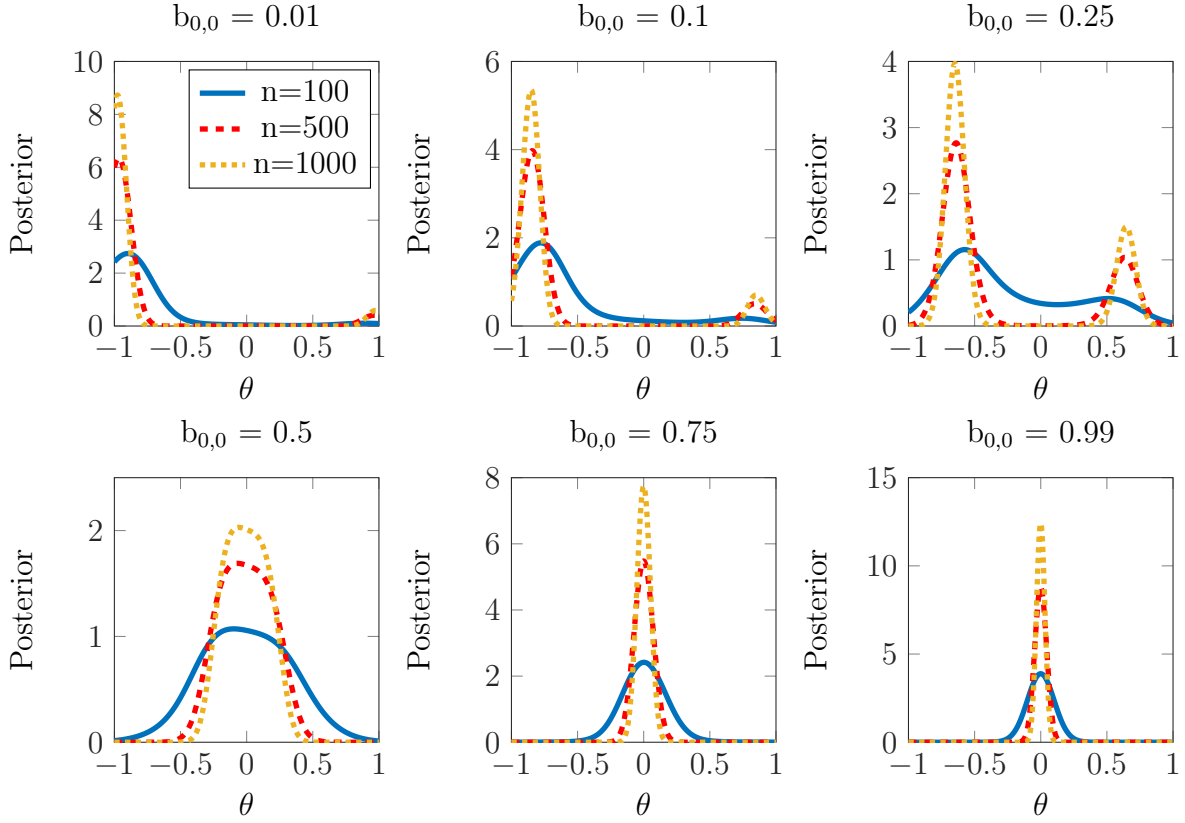 b0,0 = 0.01
b0,0 = 0.1
b0,0 = 0.25
10
8
6
4
2
0
Posterior
n=100
n=500
n=1000
−1 −0.5 0 0.5 1
θ
6
4
2
0
Posterior
−1 −0.5 0 0.5 1
θ
4
3
2
1
0
Posterior
−1 −0.5 0 0.5 1
θ
b0,0 = 0.5
b0,0 = 0.75
b0,0 = 0.99
2
1
0
Posterior
−1 −0.5 0 0.5 1
θ
8
6
4
2
0
Posterior
−1 −0.5 0 0.5 1
θ
15
10
5
0
Posterior
−1 −0.5 0 0.5 1
θ